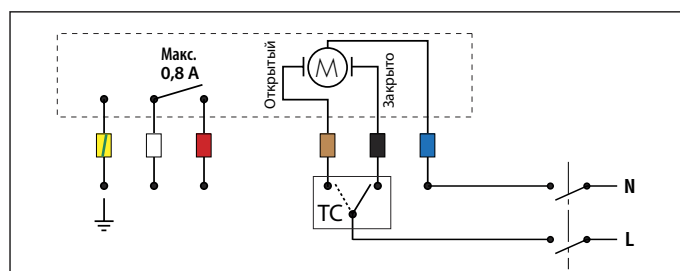 Макс.
0,8 A
Открытый
M
Закрыто
TC
N
L